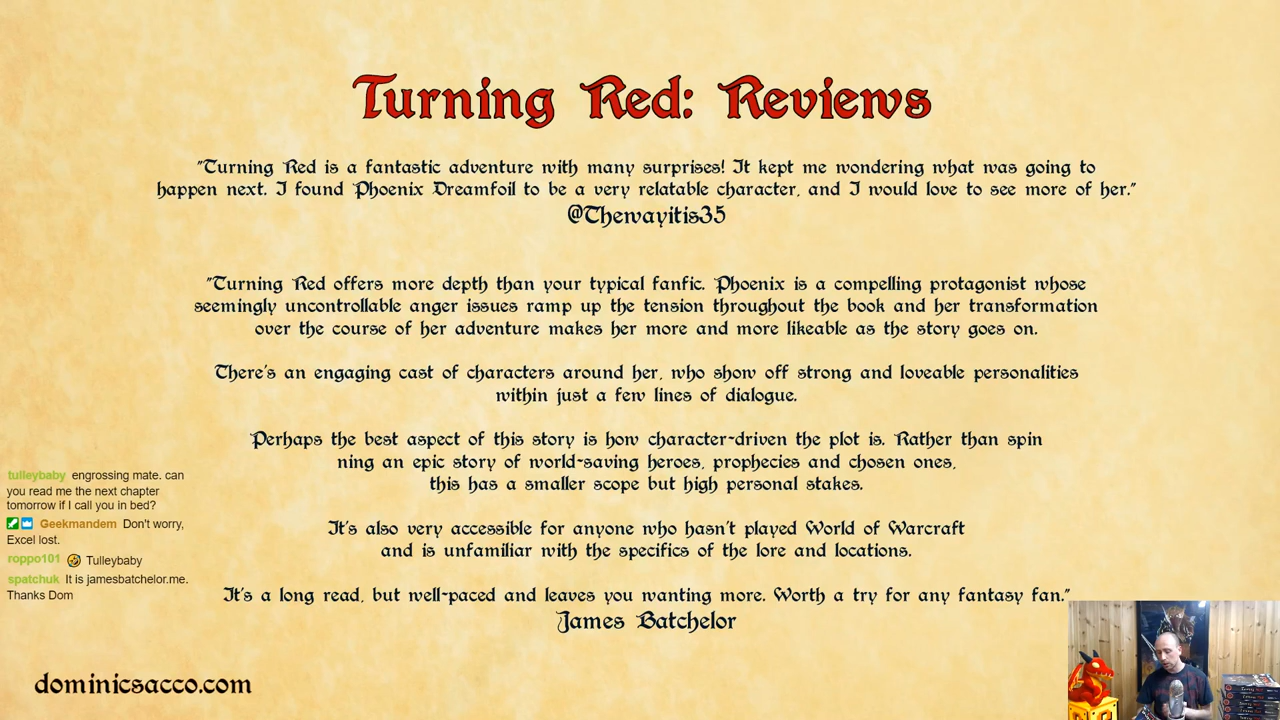 Turning Red: Reviews
"Turning Red is a fantastic adventure with many surprises! It kept me wondering what was going to
happen next. I found Phoenix Dreamfoil to be a very relatable character, and I would love to see more of her."
@Thewayitis35
"Turning Red offers more depth than your typical fanfic. Phoenix is a compelling protagonist whose
seemingly uncontrollable anger issues ramp up the tension throughout the book and her transformation
over the course of her adventure makes her more and more likeable as the story goes on.
There's an engaging cast of characters around her, who show off strong and loveable personalities
within just a few lines of dialogue.
Perhaps the best aspect of this story is how character-driven the plot is. Rather than spin
ning an epic story of world-saving heroes, prophecies and chosen ones,
this has a smaller scope but high personal stakes.
It's also very accessible for anyone who hasn't played World of Warcraft
and is unfamiliar with the specifics of the lore and locations.
It's a long read, but well-paced and leaves you wanting more. Worth a try for any fantasy fan."
James Batchelor
tulleybaby engrossing mate. can
you read me the next chapter
tomorrow if I call you in bed?
Geekmandem Don't worry,
Excel lost.
roppo101 Tulleybaby
spatchuk It is jamesbatchelor.me.
Thanks Dom
dominicsacco.com